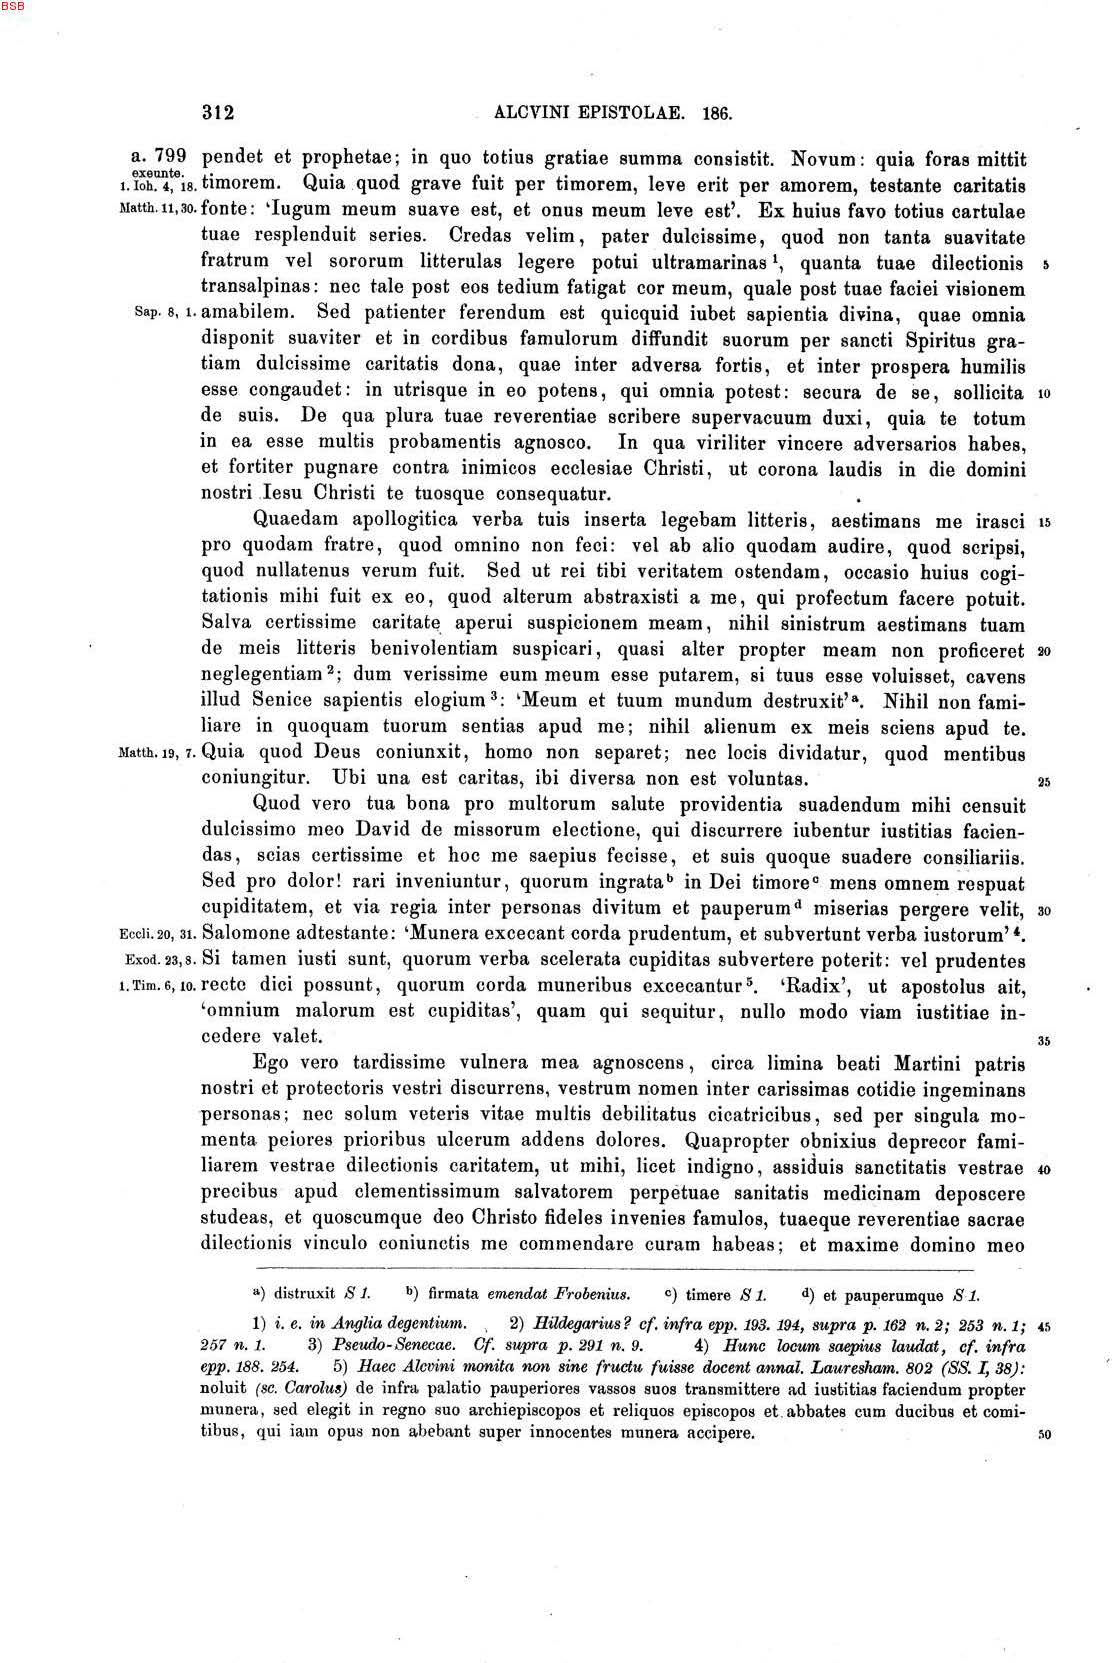 BSB
312 ALCVINI EPISTOLAE. 186.
a. 799 pendet et prophetae; in quo totius gratiae summa consistit. Novum: quia foras mittit
exeunte.
1. Ioh. 4, 18. timorem. Quia quod grave fuit per timorem, leve erit per amorem, testante caritatis
Matth. 11, 30. fonte: ‘Iugum meum suave est, et onus meum leve est’. Ex huius favo totius cartulae
tuae resplenduit series. Credas velim, pater dulcissime, quod non tanta suavitate
fratrum vel sororum litterulas legere potui ultramarinas ¹, quanta tuae dilectionis 5
transalpinas: nec tale post eos tedium fatigat cor meum, quale post tuae faciei visionem
Sap. 8, 1. amabilem. Sed patienter ferendum est quicquid iubet sapientia divina, quae omnia
disponit suaviter et in cordibus famulorum diffundit suorum per sancti Spiritus gra-
tiam dulcissime caritatis dona, quae inter adversa fortis, et inter prospera humilis
esse congaudet: in utrisque in eo potens, qui omnia potest: secura de se, sollicita 10
de suis. De qua plura tuae reverentiae scribere supervacuum duxi, quia te totum
in ea esse multis probamentis agnosco. In qua viriliter vincere adversarios habes,
et fortiter pugnare contra inimicos ecclesiae Christi, ut corona laudis in die domini
nostri Iesu Christi te tuosque consequatur.
Quaedam apollogitica verba tuis inserta legebam litteris, aestimans me irasci 15
pro quodam fratre, quod omnino non feci: vel ab alio quodam audire, quod scripsi,
quod nullatenus verum fuit. Sed ut rei tibi veritatem ostendam, occasio huius cogi-
tationis mihi fuit ex eo, quod alterum abstraxisti a me, qui profectum facere potuit.
Salva certissime caritate aperui suspicionem meam, nihil sinistrum aestimans tuam
de meis litteris benivolentiam suspicari, quasi alter propter meam non proficeret 20
neglegentiam ²; dum verissime eum meum esse putarem, si tuus esse voluisset, cavens
illud Senice sapientis elogium ³: ‘Meum et tuum mundum destruxit’ᵃ. Nihil non fami-
liare in quoquam tuorum sentias apud me; nihil alienum ex meis sciens apud te.
Matth. 19, 7. Quia quod Deus coniunxit, homo non separet; nec locis dividatur, quod mentibus
coniungitur. Ubi una est caritas, ibi diversa non est voluntas. 25
Quod vero tua bona pro multorum salute providentia suadendum mihi censuit
dulcissimo meo David de missorum electione, qui discurrere iubentur iustitias facien-
das, scias certissime et hoc me saepius fecisse, et suis quoque suadere consiliariis.
Sed pro dolor! rari inveniuntur, quorum ingrataᵇ in Dei timoreᶜ mens omnem respuat
cupiditatem, et via regia inter personas divitum et pauperumᵈ miserias pergere velit, 30
Eccli. 20, 31. Salomone adtestante: ‘Munera excecant corda prudentum, et subvertunt verba iustorum’ ⁴.
Exod. 23, 8. Si tamen iusti sunt, quorum verba scelerata cupiditas subvertere poterit: vel prudentes
1. Tim. 6, 10. recte dici possunt, quorum corda muneribus excecantur ⁵. ‘Radix’, ut apostolus ait,
‘omnium malorum est cupiditas’, quam qui sequitur, nullo modo viam iustitiae in-
cedere valet. 35
Ego vero tardissime vulnera mea agnoscens, circa limina beati Martini patris
nostri et protectoris vestri discurrens, vestrum nomen inter carissimas cotidie ingeminans
personas; nec solum veteris vitae multis debilitatus cicatricibus, sed per singula mo-
menta peiores prioribus ulcerum addens dolores. Quapropter obnixius deprecor fami-
liarem vestrae dilectionis caritatem, ut mihi, licet indigno, assiduis sanctitatis vestrae 40
precibus apud clementissimum salvatorem perpetuae sanitatis medicinam deposcere
studeas, et quoscumque deo Christo fideles invenies famulos, tuaeque reverentiae sacrae
dilectionis vinculo coniunctis me commendare curam habeas; et maxime domino meo
ᵃ) distruxit S 1. ᵇ) firmata emendat Frobenius. ᶜ) timere S 1. ᵈ) et pauperumque S 1.
1) i. e. in Anglia degentium. 2) Hildegarius? cf. infra epp. 193. 194, supra p. 162 n. 2; 253 n. 1; 45
257 n. 1. 3) Pseudo-Senecae. Cf. supra p. 291 n. 9. 4) Hunc locum saepius laudat, cf. infra
epp. 188. 254. 5) Haec Alcvini monita non sine fructu fuisse docent annal. Lauresham. 802 (SS. I, 38):
noluit (sc. Carolus) de infra palatio pauperiores vassos suos transmittere ad iustitias faciendum propter
munera, sed elegit in regno suo archiepiscopos et reliquos episcopos et abbates cum ducibus et comi-
tibus, qui iam opus non abebant super innocentes munera accipere. 50